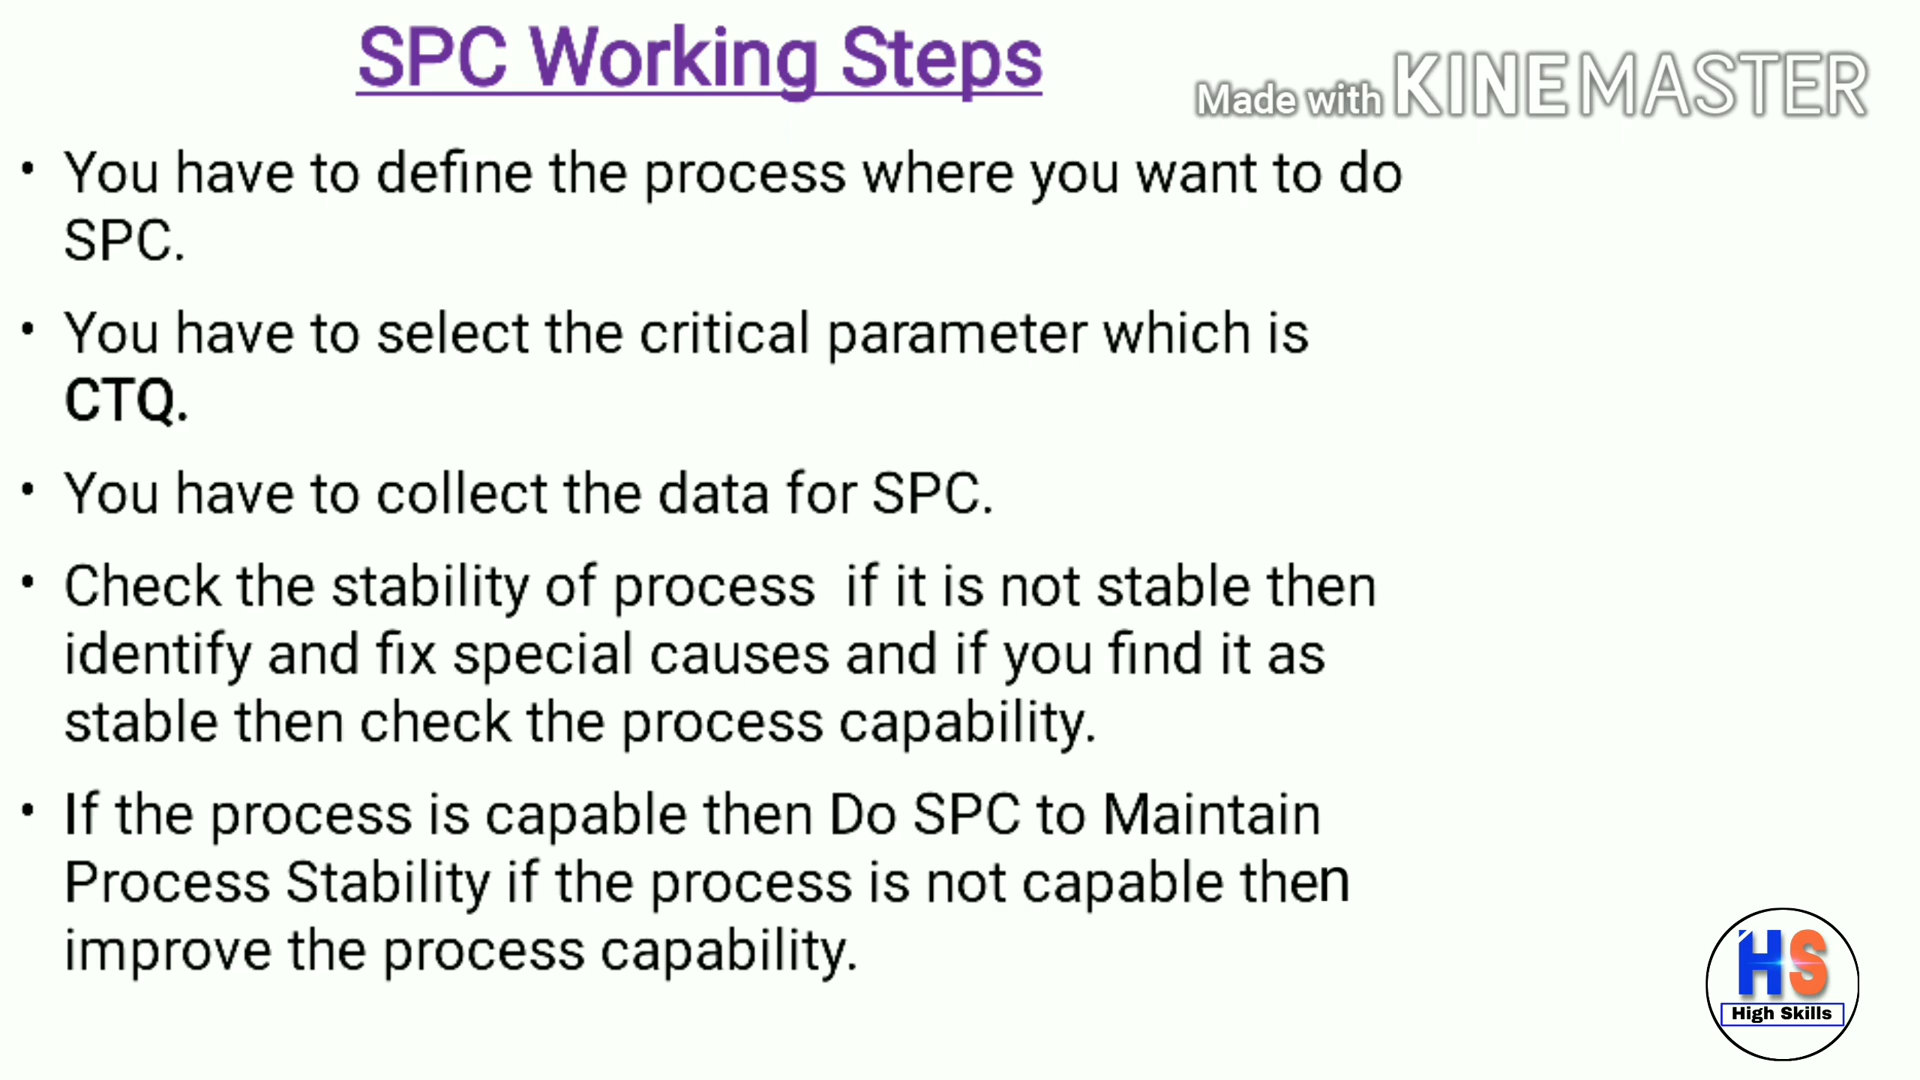 SPC Working Steps
Made with KINEMASTER
• You have to define the process where you want to do
SPC.
• You have to select the critical parameter which is
CTQ.
• You have to collect the data for SPC.
• Check the stability of process  if it is not stable then
identify and fix special causes and if you find it as
stable then check the process capability.
• If the process is capable then Do SPC to Maintain
Process Stability if the process is not capable then
improve the process capability.
HS
High Skills